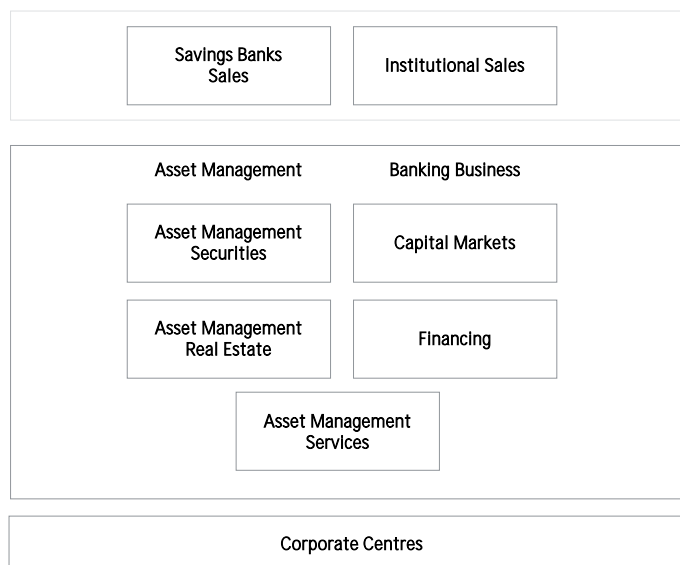 Savings Banks
Sales
Institutional Sales
Asset Management
Banking Business
Asset Management
Securities
Capital Markets
Asset Management
Real Estate
Financing
Asset Management
Services
Corporate Centres